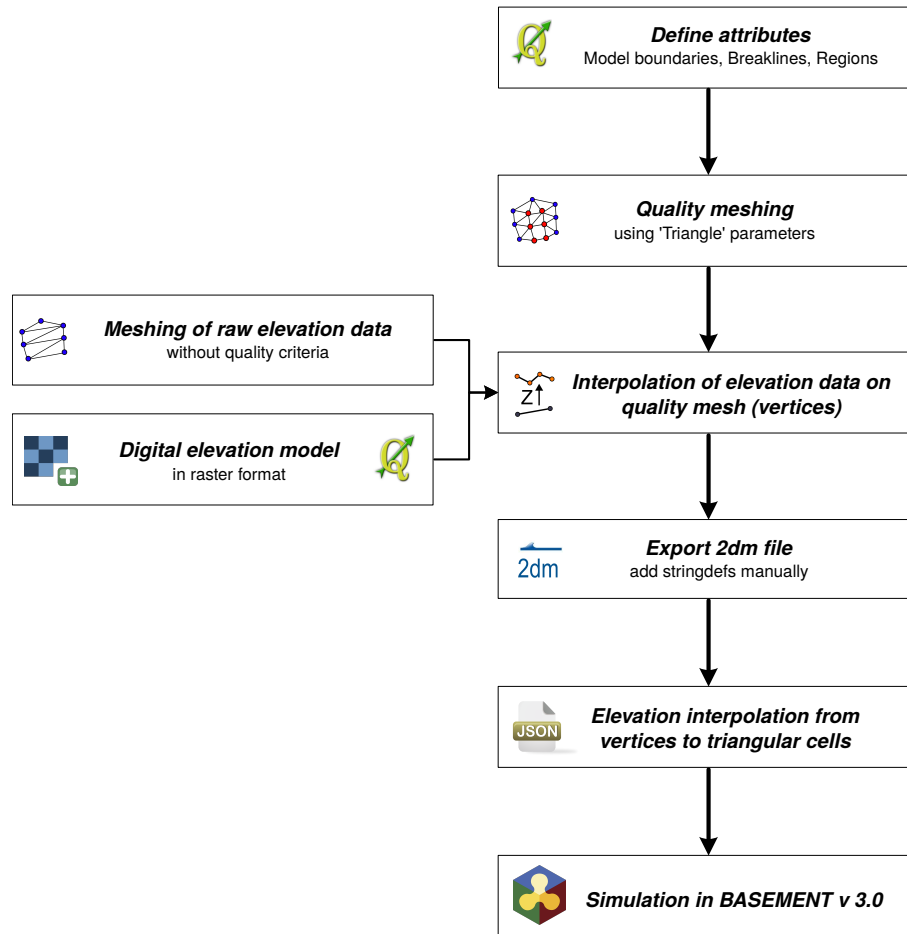 Define attributes
Model boundaries, Breaklines, Regions
Quality meshing
using 'Triangle' parameters
Meshing of raw elevation data
without quality criteria
Interpolation of elevation data on
quality mesh (vertices)
Z
Digital elevation model
in raster format
Export 2dm file
add stringdefs manually
2dm
Elevation interpolation from
vertices to triangular cells
JSON
Simulation in BASEMENT v 3.0